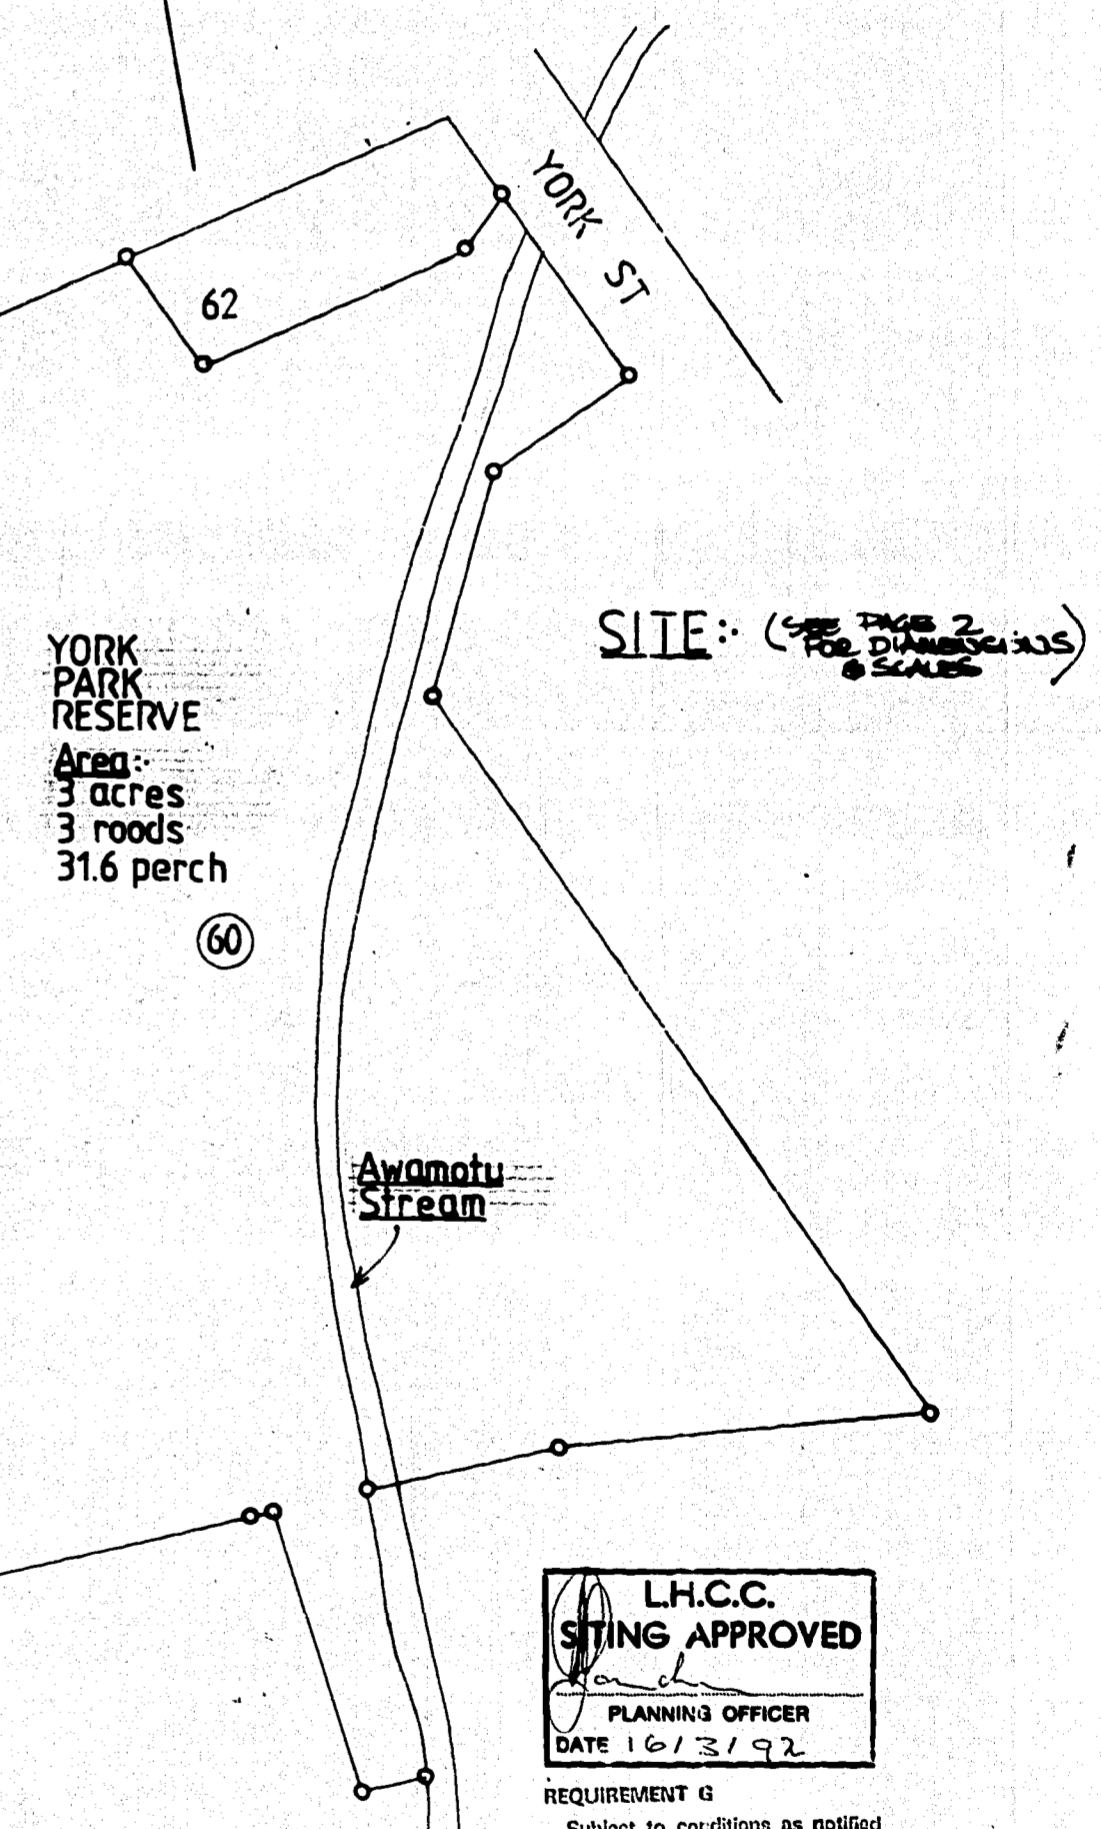 YORK ST
62
SITE:- (SEE PAGE 2
FOR DIAMENSIONS
& SCALES)
YORK
PARK
RESERVE
Area:-
3 acres
3 roods
31.6 perch
60
Awamotu
Stream
L.H.C.C.
SITING APPROVED
PLANNING OFFICER
DATE 16/3/92
REQUIREMENT G
Subject to conditions as notified